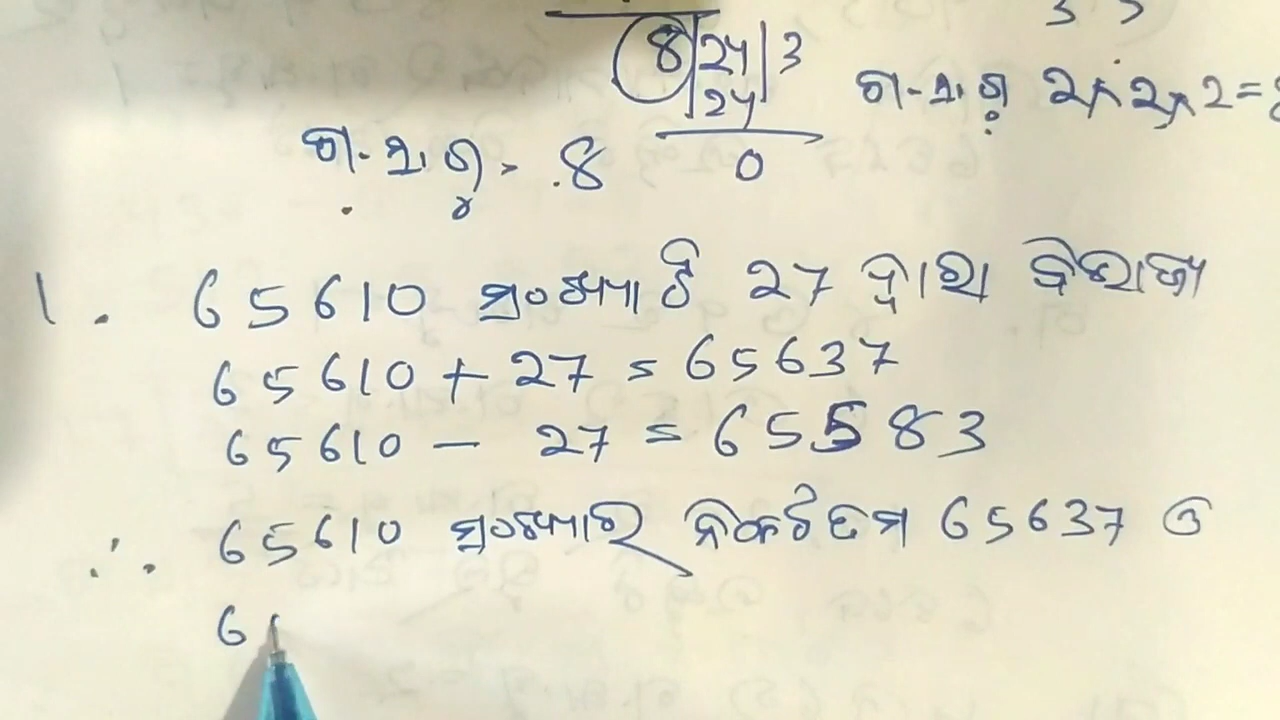 8 24 3
24
0
ଗ.ସା.ଗୁ 2×2×2=8
ଗ.ସା.ଗୁ = 8
1. 65610 ସଂଖ୍ୟାଟି 27 ଦ୍ୱାରା ବିଭାଜ୍ୟ
65610 + 27 = 65637
65610 - 27 = 65583
∴ 65610 ସଂଖ୍ୟାର ନିକଟତମ 65637 ଓ
6